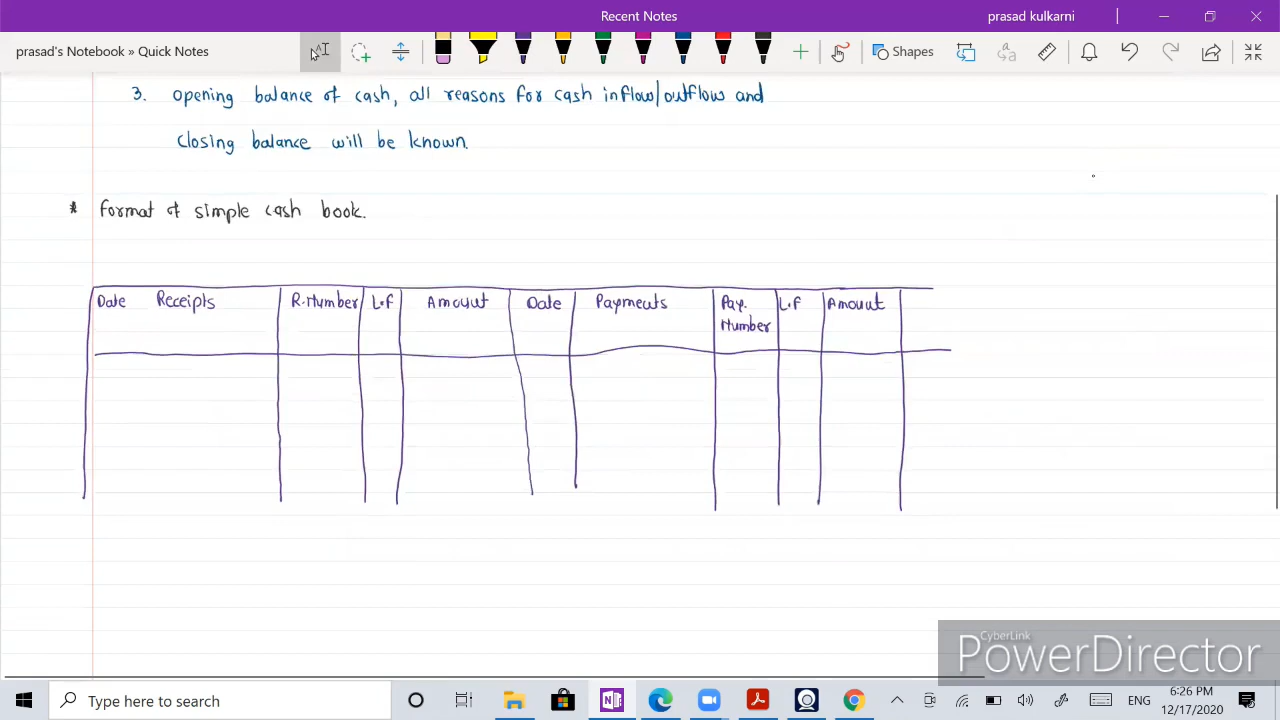 Recent Notes
prasad kulkarni
prasad's Notebook » Quick Notes
Shapes
3. Opening balance of cash, all reasons for cash inflow/outflow and
closing balance will be known.
* Format of simple cash book.
Date Receipts R.Number L.F Amount Date Payments Pay. Number L.F Amount
CyberLink
PowerDirector
Type here to search
ENG
6:26 PM
12/17/2020